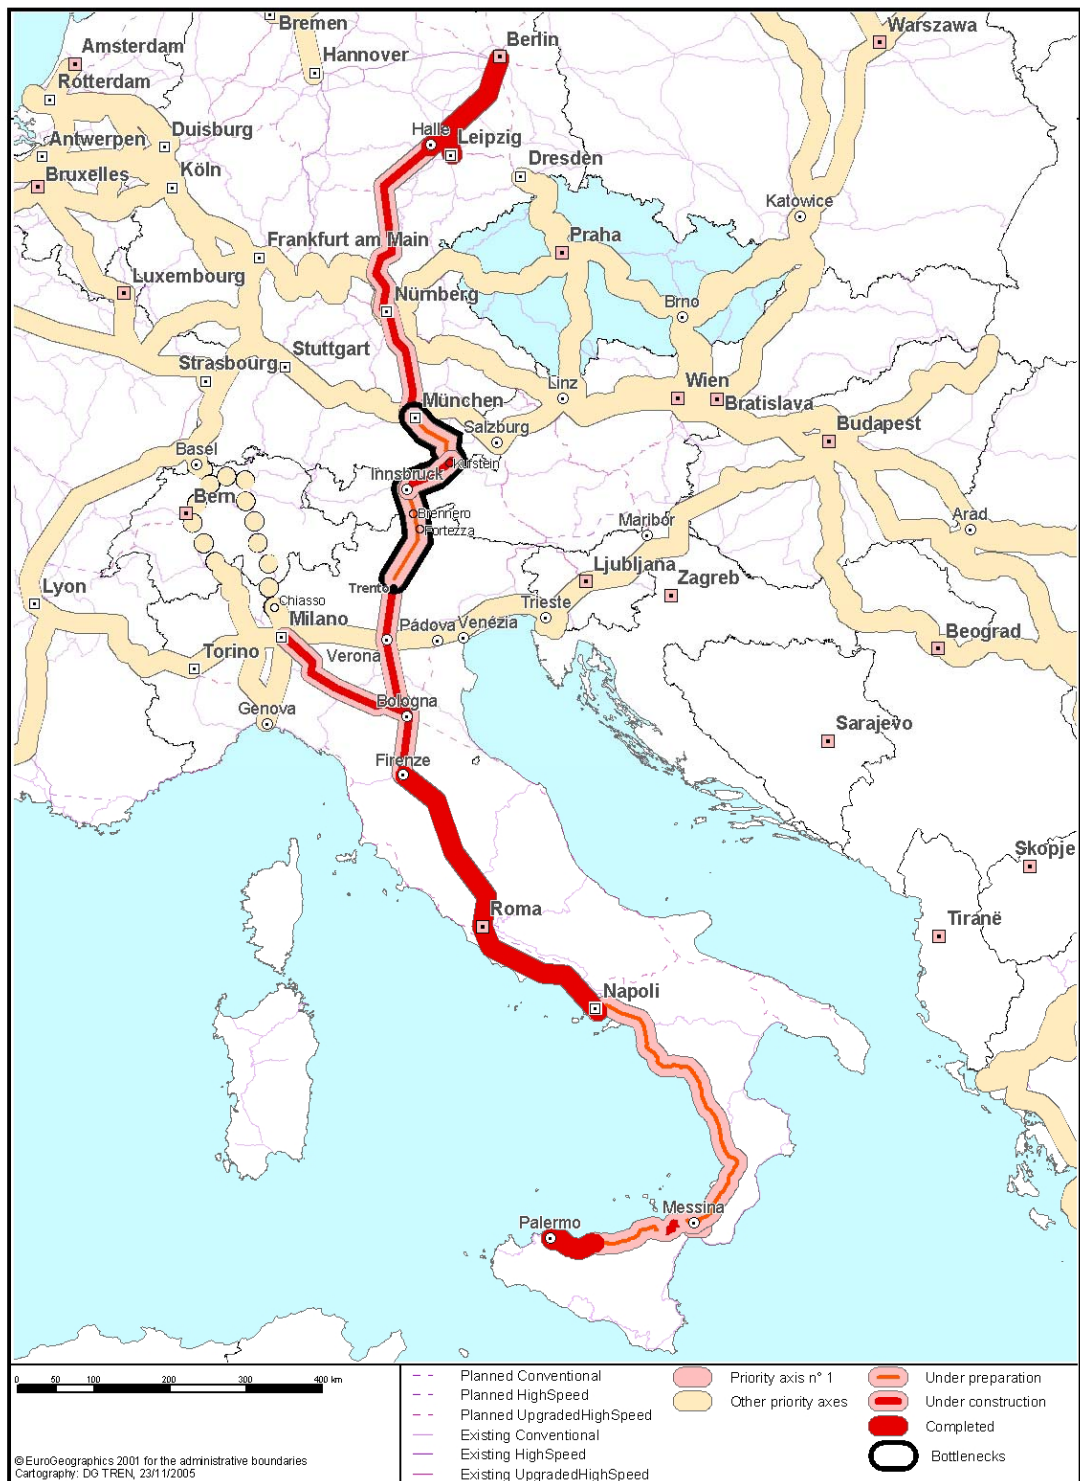 Bremen
Berlin
Warszawa
Amsterdam
Hannover
Rotterdam
Halle
Leipzig
Duisburg
Antwerpen
Dresden
Bruxelles
Köln
Katowice
Frankfurt am Main
Praha
Luxembourg
Nürnberg
Brno
Stuttgart
Strasbourg
Linz
Wien
München
Bratislava
Salzburg
Budapest
Basel
Kufstein
Innsbruck
Bern
Brennero
Arad
Maribor
Fortezza
Ljubljana
Zagreb
Lyon
Trento
Chiasso
Trieste
Milano
Pádova
Venézia
Beograd
Torino
Verona
Bologna
Genova
Sarajevo
Firenze
Skopje
Roma
Tiranë
Napoli
Messina
Palermo
0 50 100 200 300 400 km
Planned Conventional
Planned HighSpeed
Planned UpgradedHighSpeed
Existing Conventional
Existing HighSpeed
Existing UpgradedHighSpeed
Priority axis n° 1
Other priority axes
Under preparation
Under construction
Completed
Bottlenecks
© EuroGeographics 2001 for the administrative boundaries
Cartography: DG TREN, 23/11/2005